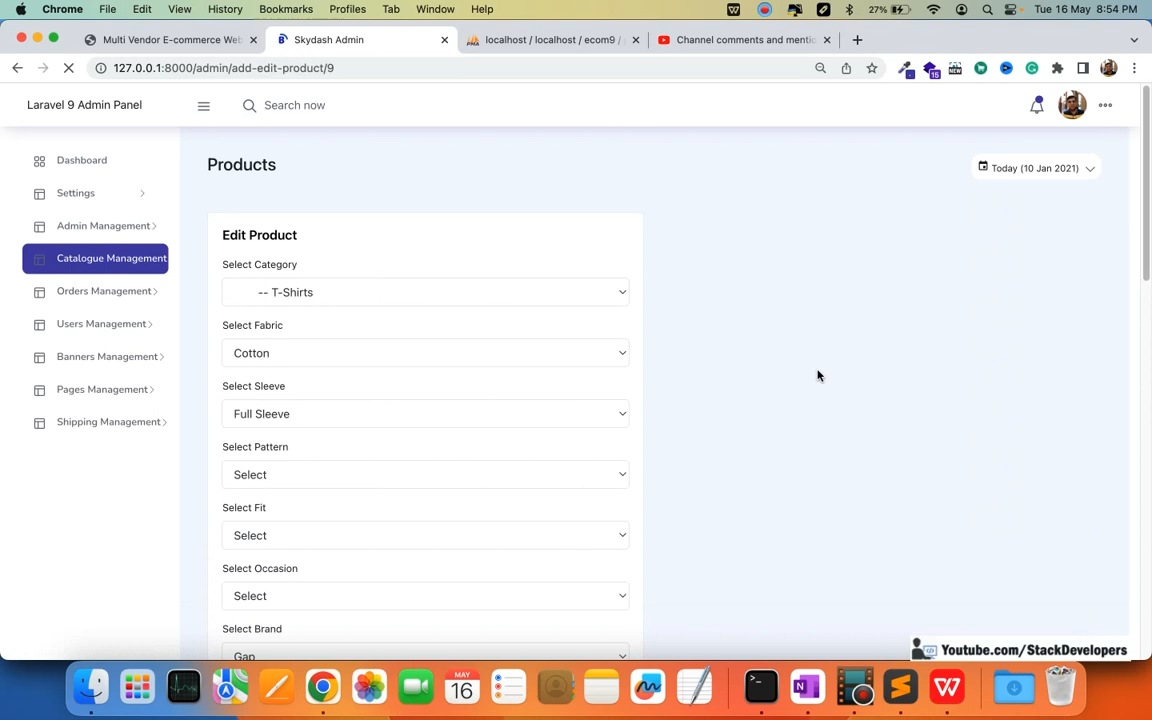 Chrome File Edit View History Bookmarks Profiles Tab Window Help 27% Tue 16 May 8:54 PM
Multi Vendor E-commerce Web Skydash Admin localhost / localhost / ecom9 / Channel comments and mentio
127.0.0.1:8000/admin/add-edit-product/9
Laravel 9 Admin Panel Search now
Dashboard
Settings
Admin Management
Catalogue Management
Orders Management
Users Management
Banners Management
Pages Management
Shipping Management
Products
Today (10 Jan 2021)
Edit Product
Select Category
-- T-Shirts
Select Fabric
Cotton
Select Sleeve
Full Sleeve
Select Pattern
Select
Select Fit
Select
Select Occasion
Select
Select Brand
Gap
YouTube.com/StackDevelopers
MAY
16